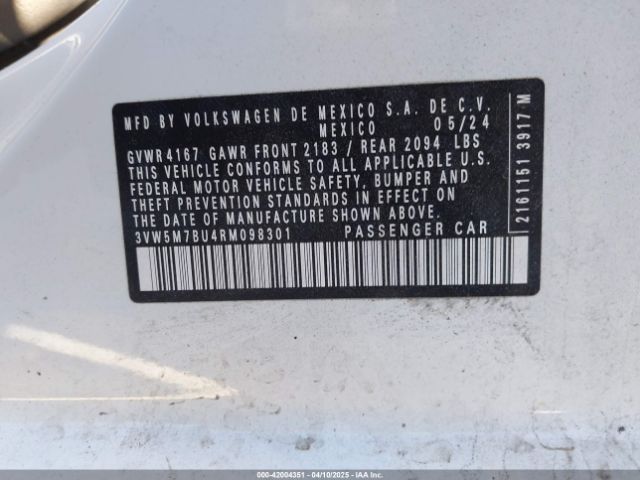 MFD BY VOLKSWAGEN DE MEXICO S.A. DE C.V.
MEXICO 05/24
GVWR 4167 GAWR FRONT 2183 / REAR 2094 LBS
THIS VEHICLE CONFORMS TO ALL APPLICABLE U.S.
FEDERAL MOTOR VEHICLE SAFETY, BUMPER AND
THEFT PREVENTION STANDARDS IN EFFECT ON
THE DATE OF MANUFACTURE SHOWN ABOVE.
3VW5M7BU4RM098301 PASSENGER CAR
2161151 3917 M
000-42004351 - 04/10/2025 - IAAI, Inc.